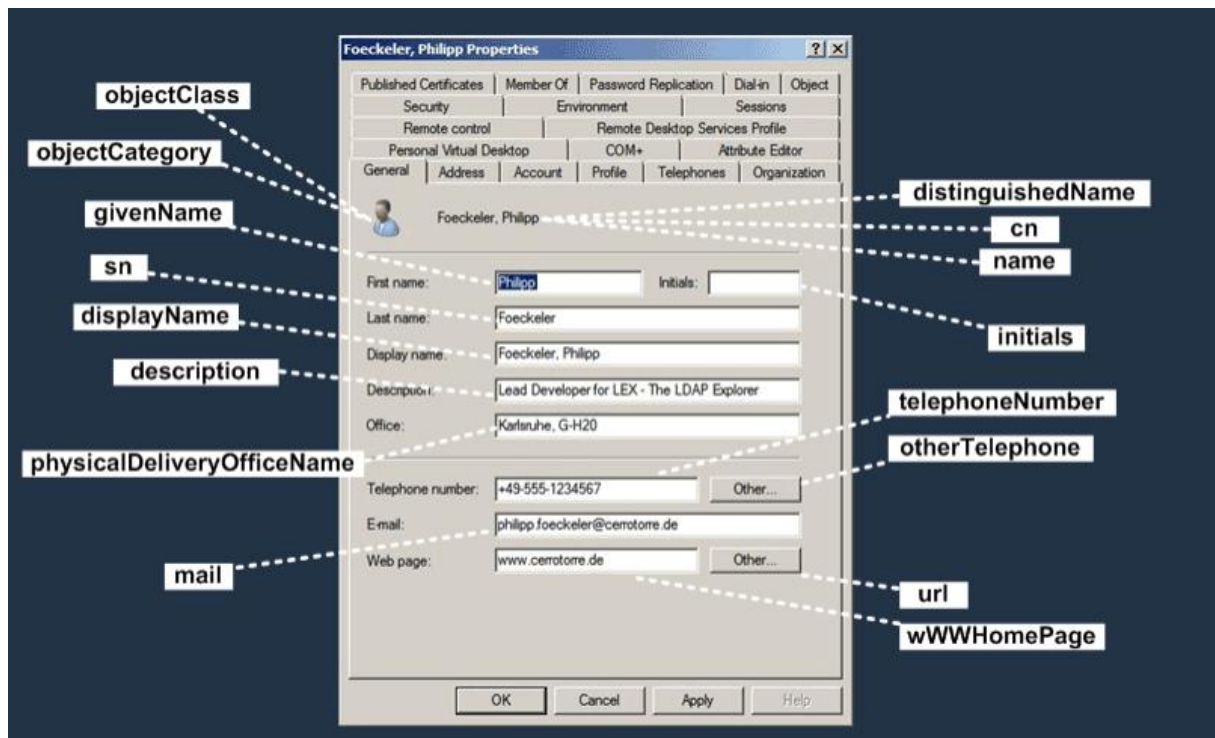 Foeckeler, Philipp Properties
Published Certificates Member Of Password Replication Dial-in Object
Security Environment Sessions
Remote control Remote Desktop Services Profile
Personal Virtual Desktop COM+ Attribute Editor
General Address Account Profile Telephones Organization
objectClass
objectCategory
givenName
sn
displayName
description
physicalDeliveryOfficeName
mail
Foeckeler, Philipp
First name: Philipp Initials:
Last name: Foeckeler
Display name: Foeckeler, Philipp
Description: Lead Developer for LEX - The LDAP Explorer
Office: Karlsruhe, G-H20
Telephone number: +49-555-1234567 Other...
E-mail: philipp.foeckeler@cerrotorre.de
Web page: www.cerrotorre.de Other...
OK Cancel Apply Help
distinguishedName
cn
name
initials
telephoneNumber
otherTelephone
url
wWWHomePage